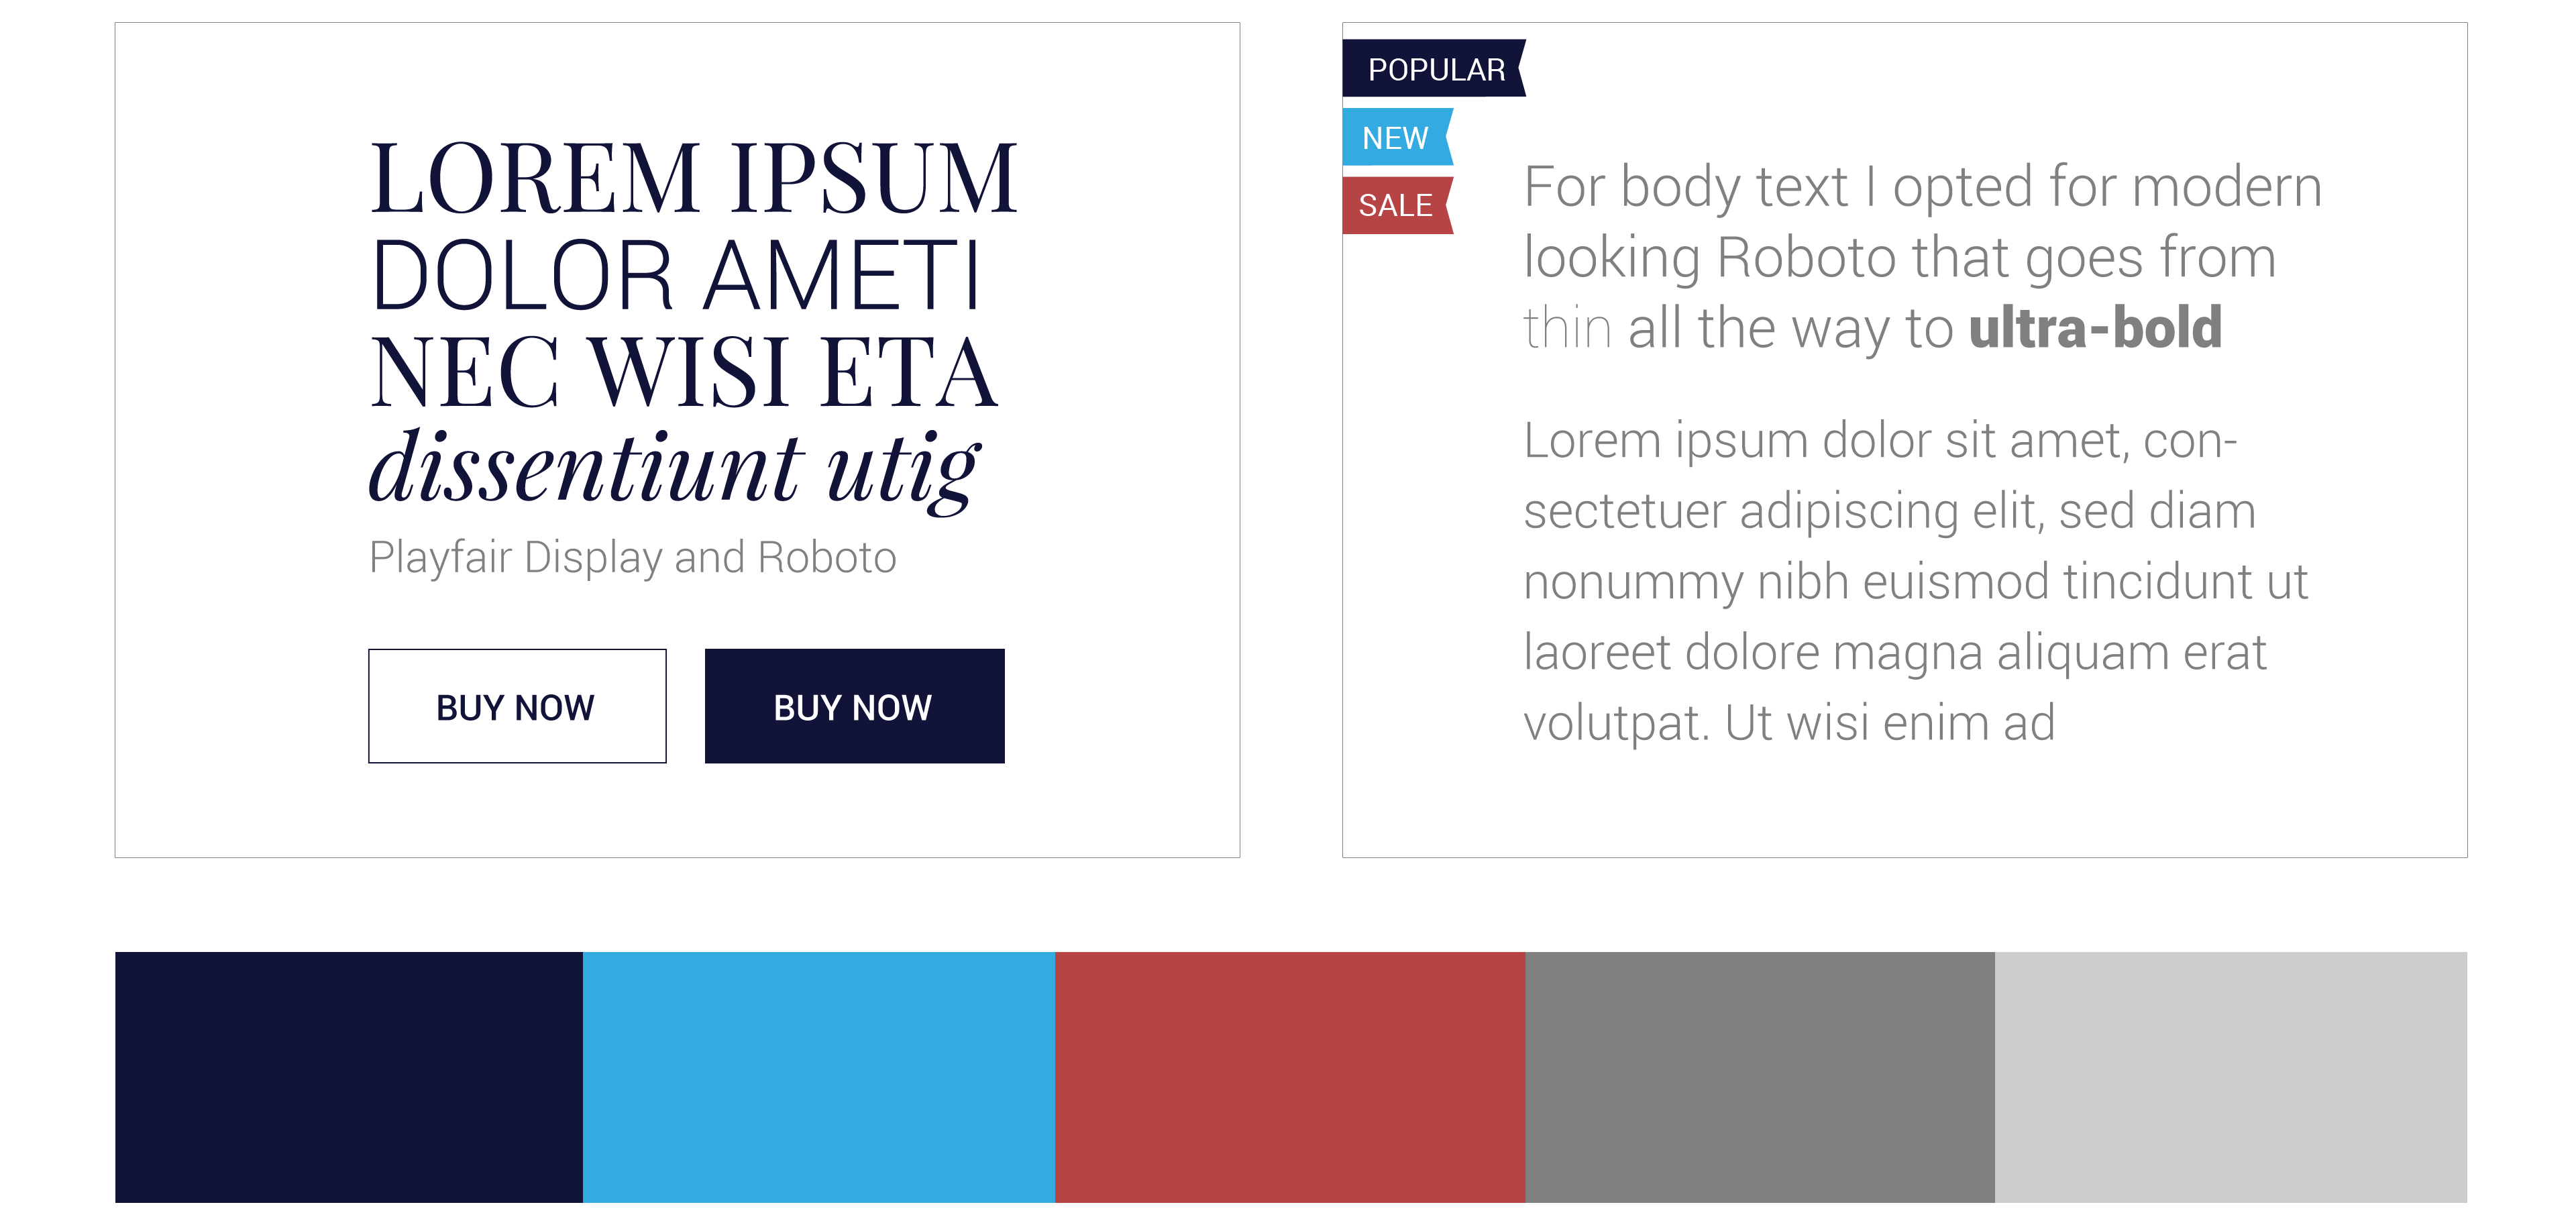 LOREM IPSUM
DOLOR AMETI
NEC WISI ETA
dissentiunt utig
Playfair Display and Roboto
BUY NOW
BUY NOW
POPULAR
NEW
SALE
For body text I opted for modern
looking Roboto that goes from
thin all the way to ultra-bold
Lorem ipsum dolor sit amet, con-
sectetuer adipiscing elit, sed diam
nonummy nibh euismod tincidunt ut
laoreet dolore magna aliquam erat
volutpat. Ut wisi enim ad